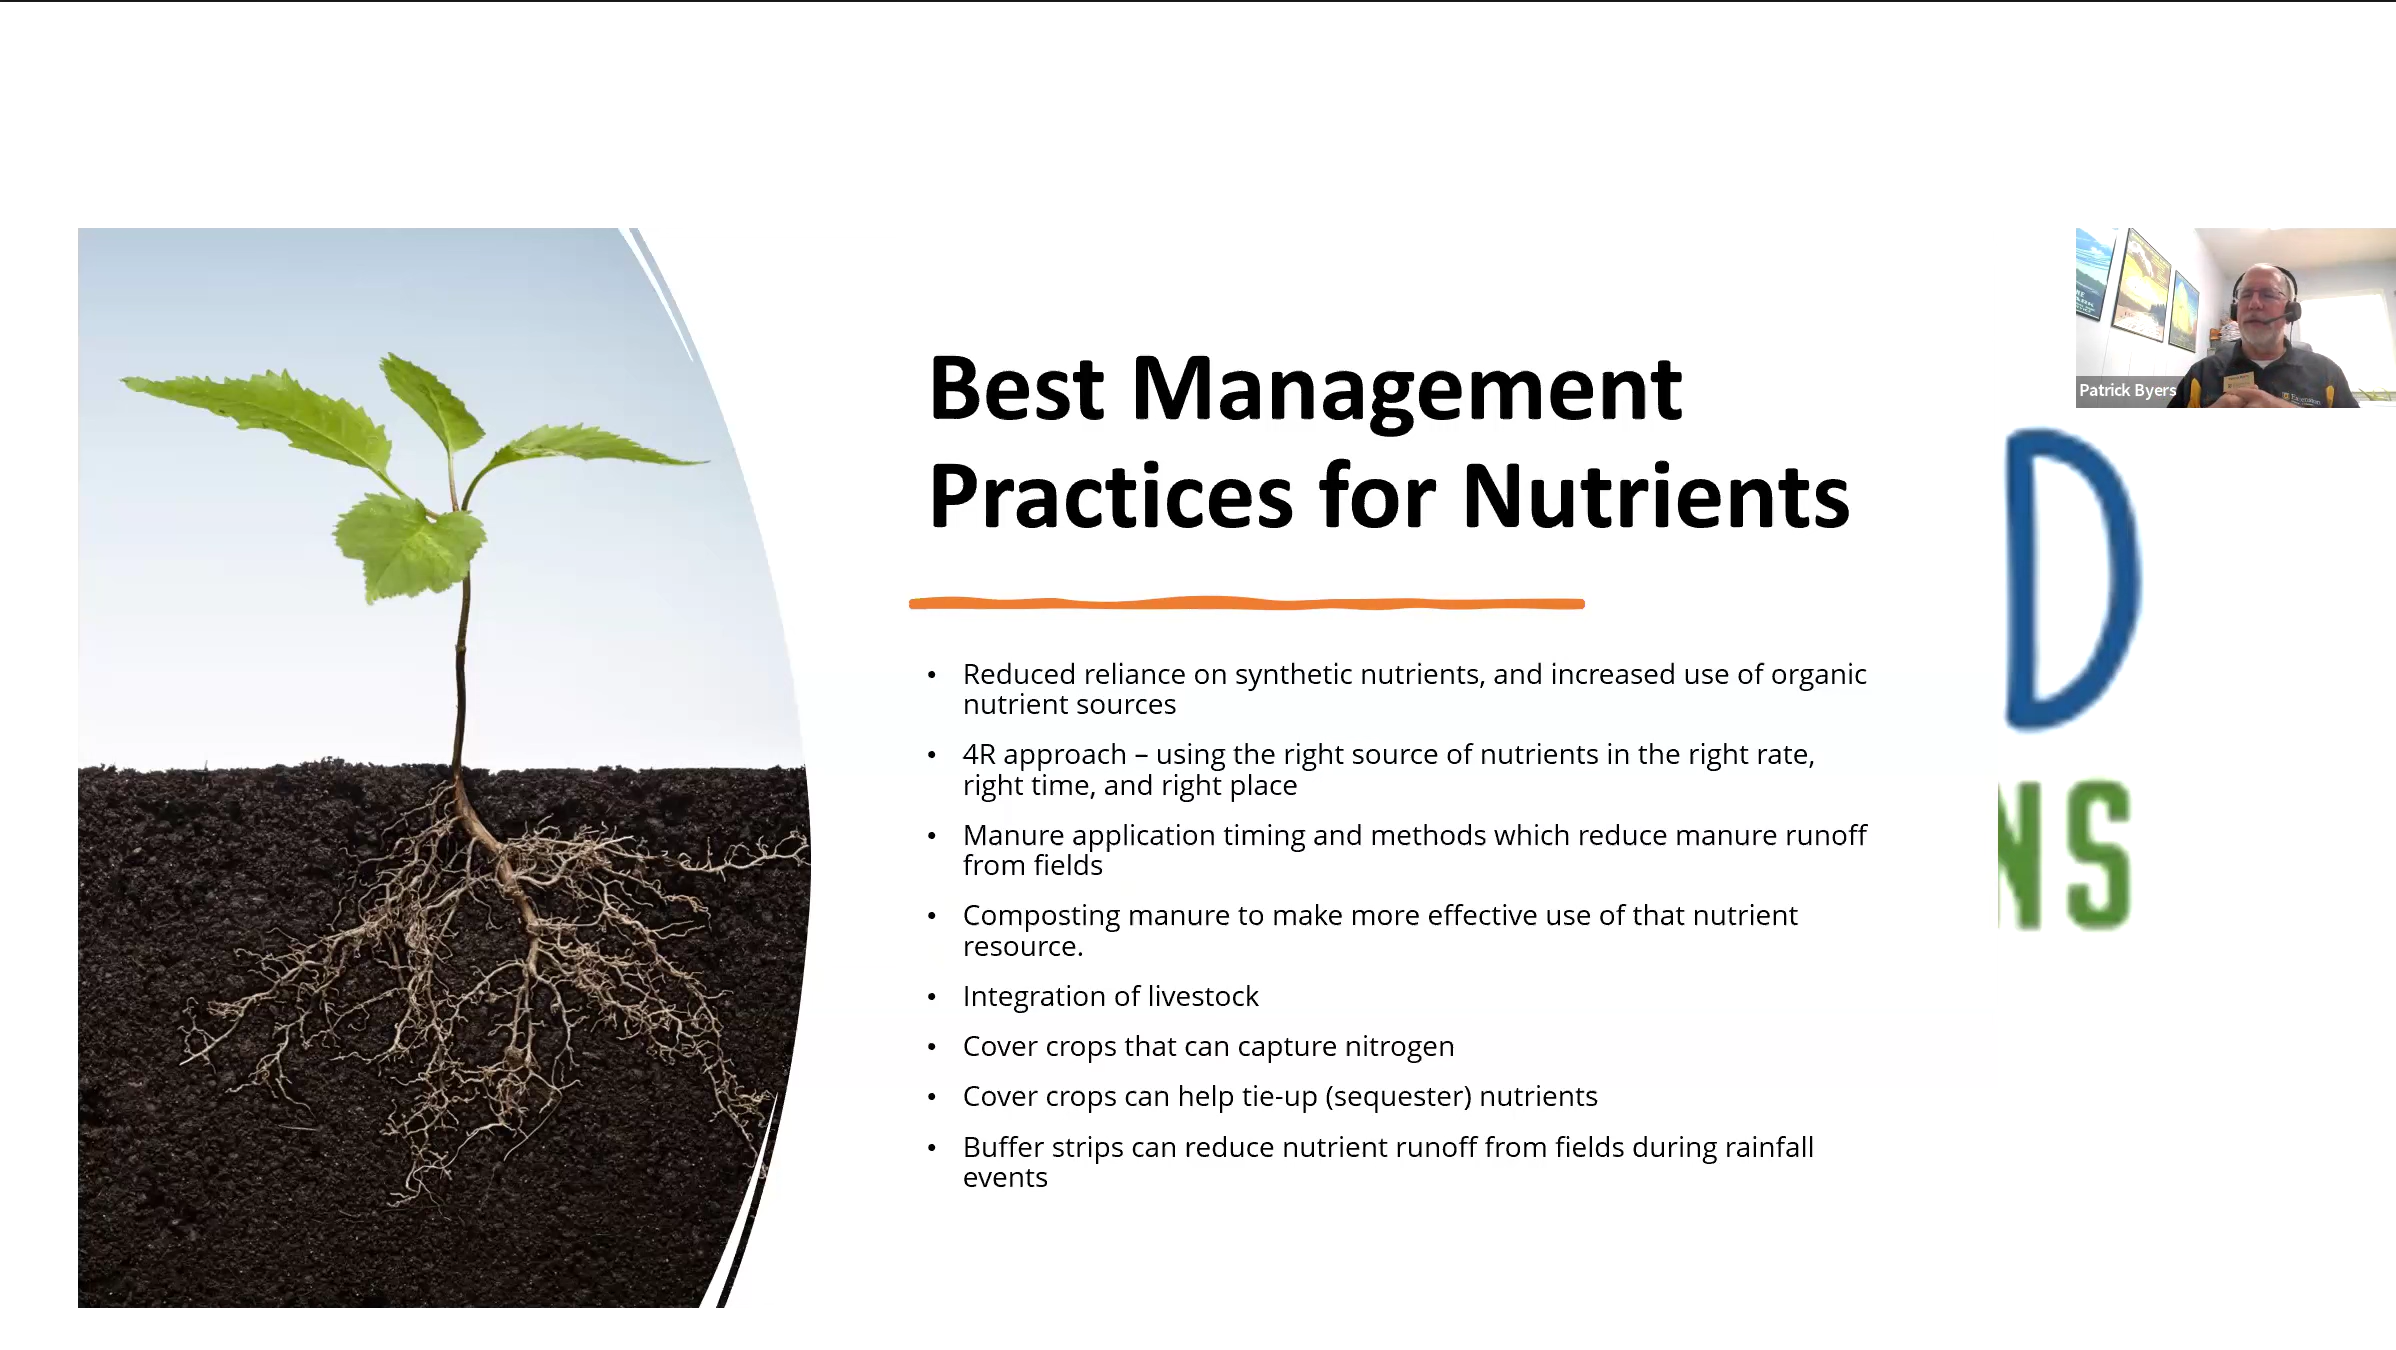 Best Management
Practices for Nutrients
• Reduced reliance on synthetic nutrients, and increased use of organic
nutrient sources
• 4R approach – using the right source of nutrients in the right rate,
right time, and right place
• Manure application timing and methods which reduce manure runoff
from fields
• Composting manure to make more effective use of that nutrient
resource.
• Integration of livestock
• Cover crops that can capture nitrogen
• Cover crops can help tie-up (sequester) nutrients
• Buffer strips can reduce nutrient runoff from fields during rainfall
events
Patrick Byers
D
NS